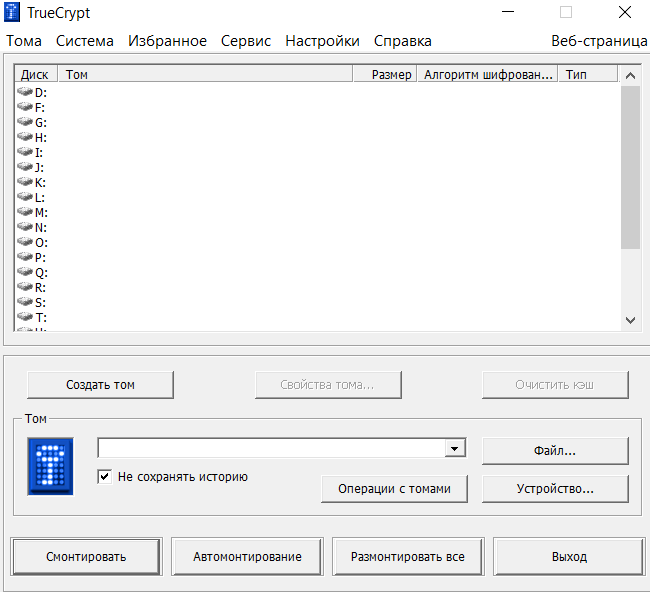 TrueCrypt
Тома Система Избранное Сервис Настройки Справка Веб-страница
Диск Том Размер Алгоритм шифрован... Тип
D:
F:
G:
H:
I:
J:
K:
L:
M:
N:
O:
P:
Q:
R:
S:
T:
Создать том Свойства тома... Очистить кэш
Том
Файл...
Не сохранять историю
Операции с томами Устройство...
Смонтировать Автомонтирование Размонтировать все Выход